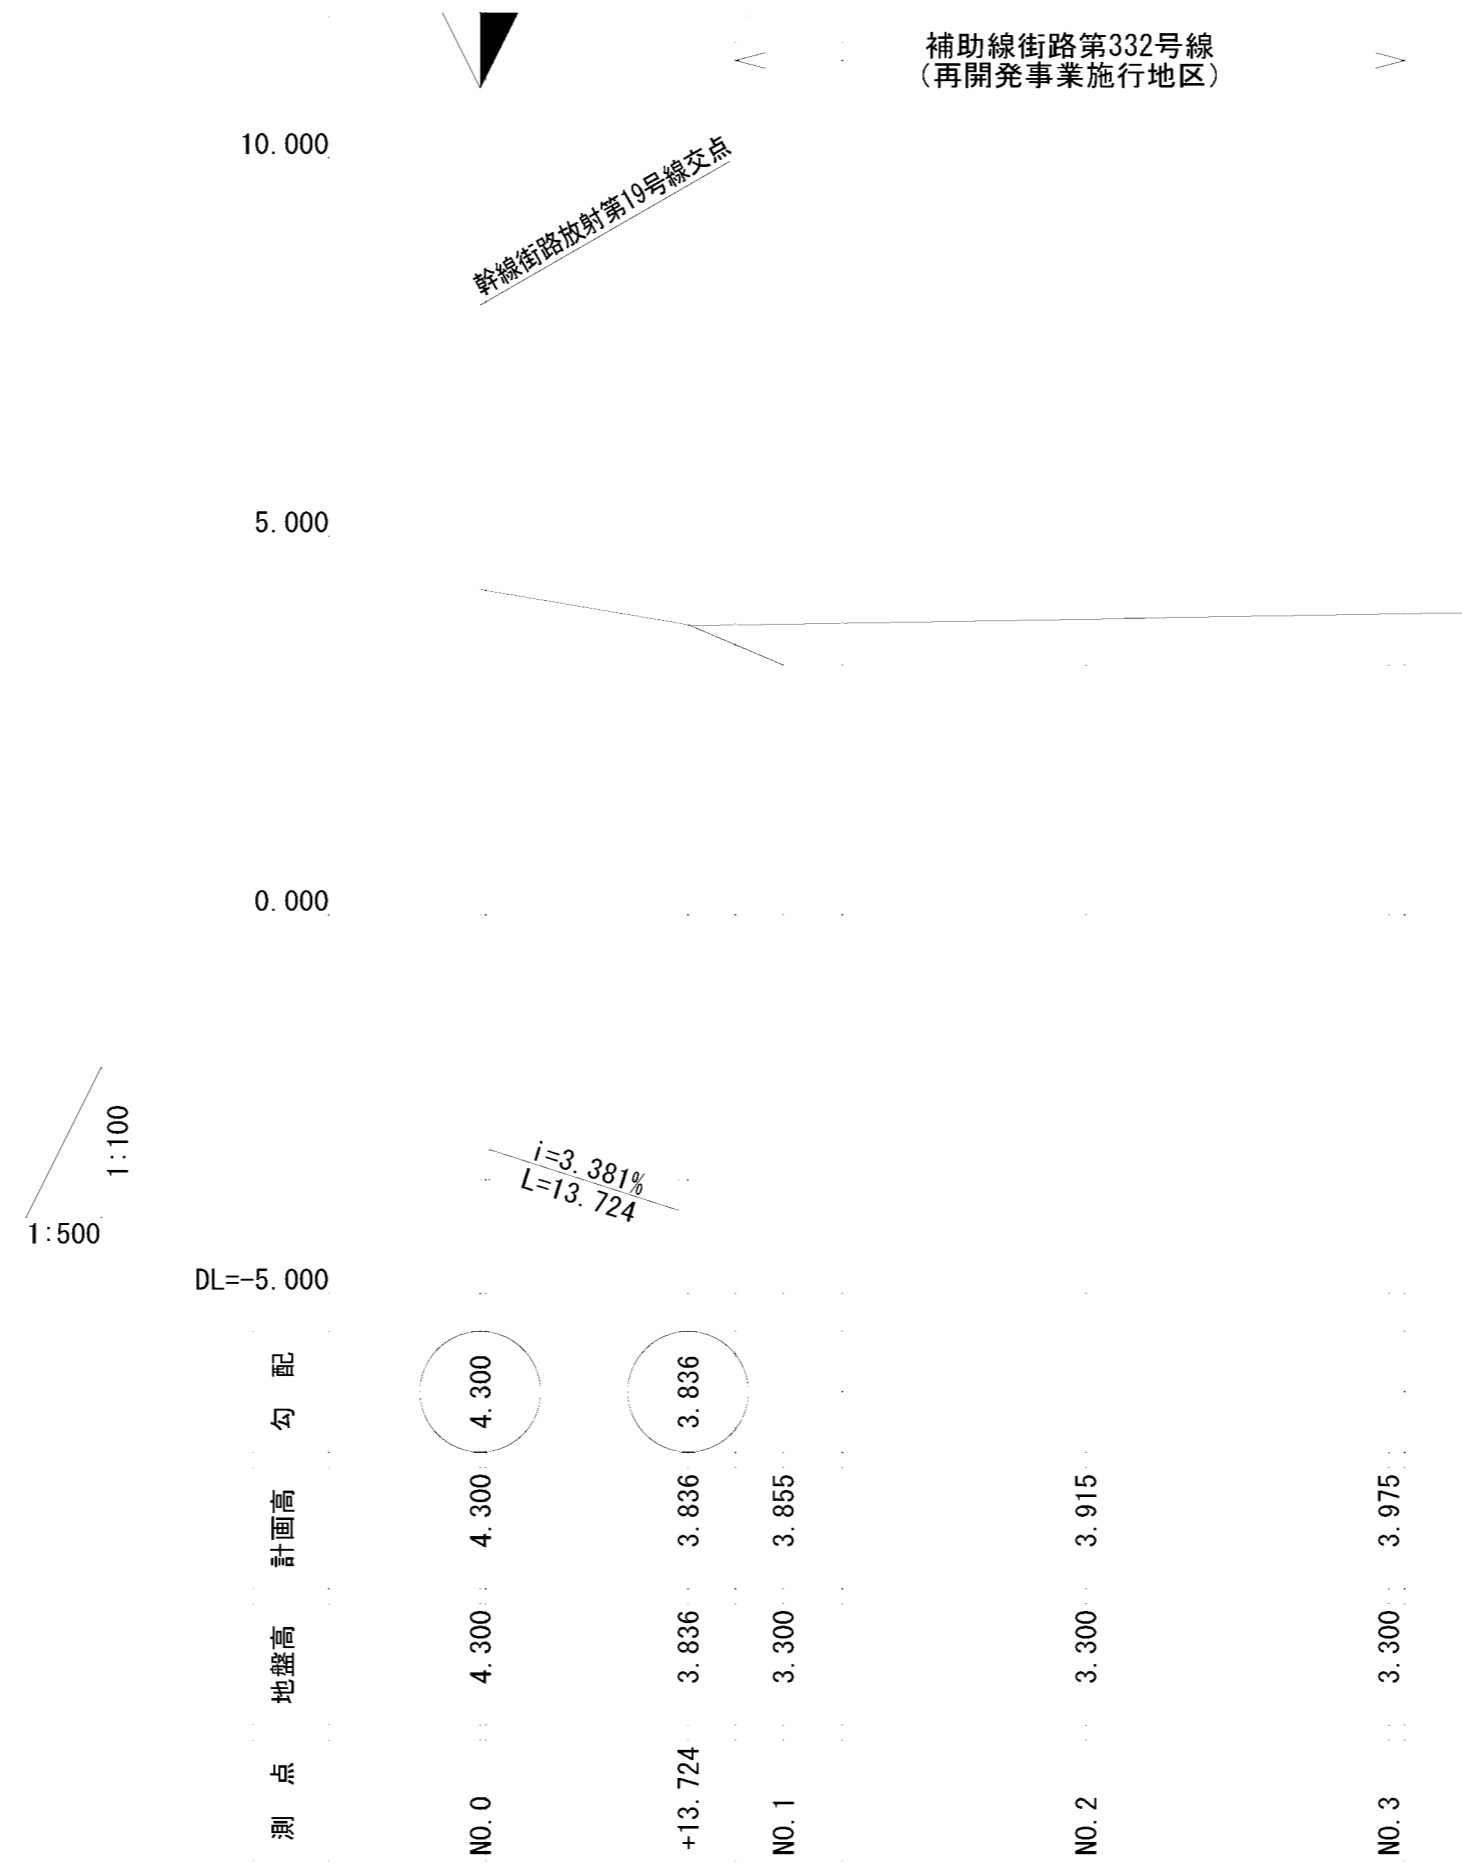 補助線街路第332号線
（再開発事業施行地区）
10.000
幹線街路放射第19号線交点
5.000
0.000
1:100
1:500
i=3.381%
L=13.724
DL=-5.000
勾 配
4.300
3.836
計画高
4.300
3.836
3.855
3.915
3.975
地盤高
4.300
3.836
3.300
3.300
3.300
測 点
NO.0
+13.724
NO.1
NO.2
NO.3